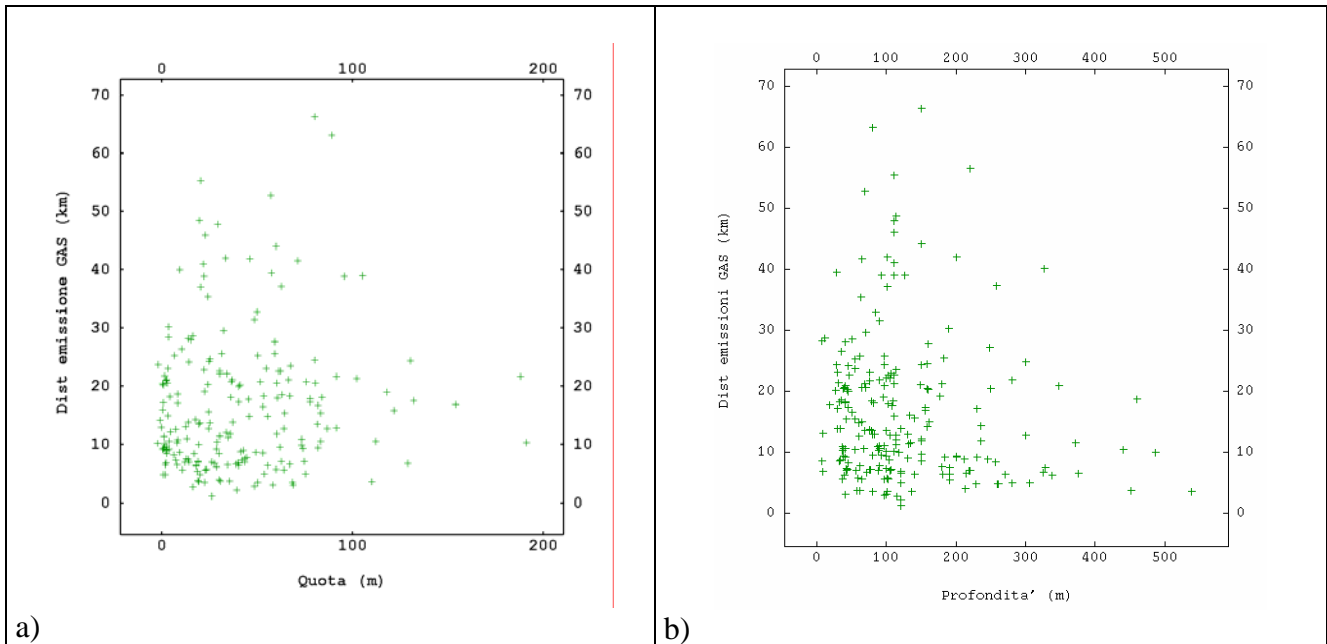 0 100 200
70 70
60 60
50 50
40 40
30 30
20 20
10 10
0 0
0 100 200
Dist emissione GAS (km)
Quota (m)
a)
0 100 200 300 400 500
70 70
60 60
50 50
40 40
30 30
20 20
10 10
0 0
0 100 200 300 400 500
Dist emissioni GAS (km)
Profondita' (m)
b)